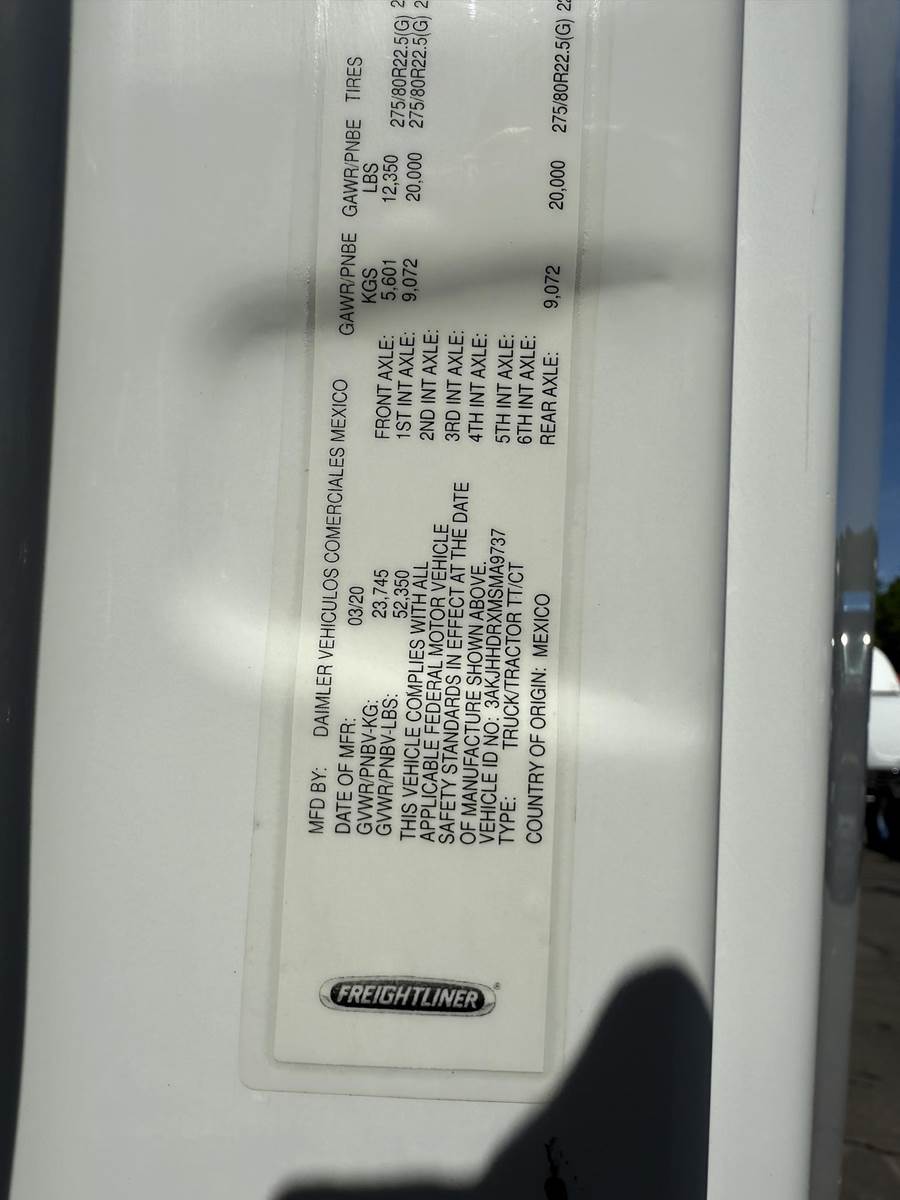 FREIGHTLINER
MFD BY: DAIMLER VEHICULOS COMERCIALES MEXICO
DATE OF MFR: 03/20
GVWR/PNBV-KG: 23,745
GVWR/PNBV-LBS: 52,350
THIS VEHICLE COMPLIES WITH ALL
APPLICABLE FEDERAL MOTOR VEHICLE
SAFETY STANDARDS IN EFFECT AT THE DATE
OF MANUFACTURE SHOWN ABOVE.
VEHICLE ID NO: 3AKJHHDRXMSMA9737
TYPE: TRUCK/TRACTOR TT/CT
COUNTRY OF ORIGIN: MEXICO
GAWR/PNBE GAWR/PNBE TIRES
KGS LBS
FRONT AXLE: 5,601 12,350 275/80R22.5(G)
1ST INT AXLE: 9,072 20,000 275/80R22.5(G)
2ND INT AXLE:
3RD INT AXLE:
4TH INT AXLE:
5TH INT AXLE:
6TH INT AXLE:
REAR AXLE: 9,072 20,000 275/80R22.5(G)